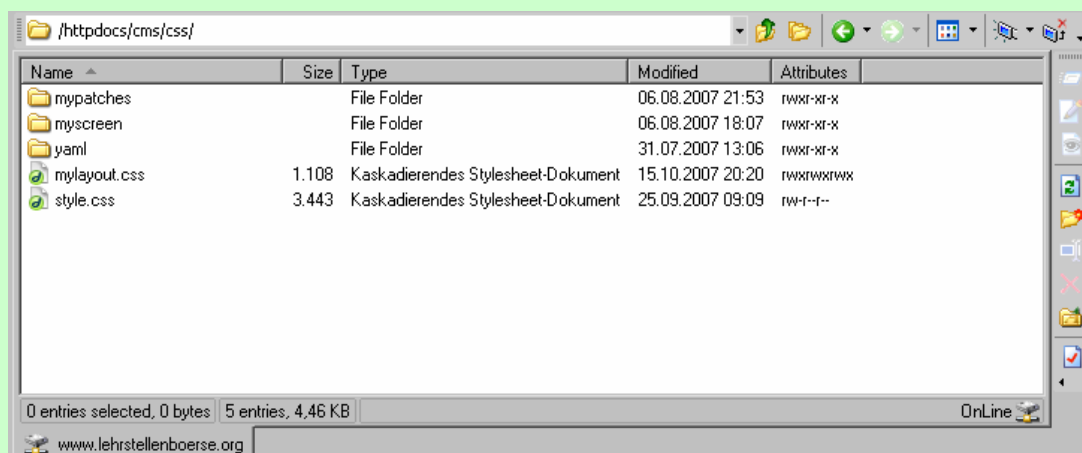 /httpdocs/cms/css/
Name Size Type Modified Attributes
mypatches File Folder 06.08.2007 21:53 rwxr-xr-x
myscreen File Folder 06.08.2007 18:07 rwxr-xr-x
yaml File Folder 31.07.2007 13:06 rwxr-xr-x
mylayout.css 1.108 Kaskadierendes Stylesheet-Dokument 15.10.2007 20:20 rwxrwxrwx
style.css 3.443 Kaskadierendes Stylesheet-Dokument 25.09.2007 09:09 rw-r--r--
0 entries selected, 0 bytes 5 entries, 4,46 KB OnLine
www.lehrstellenboerse.org